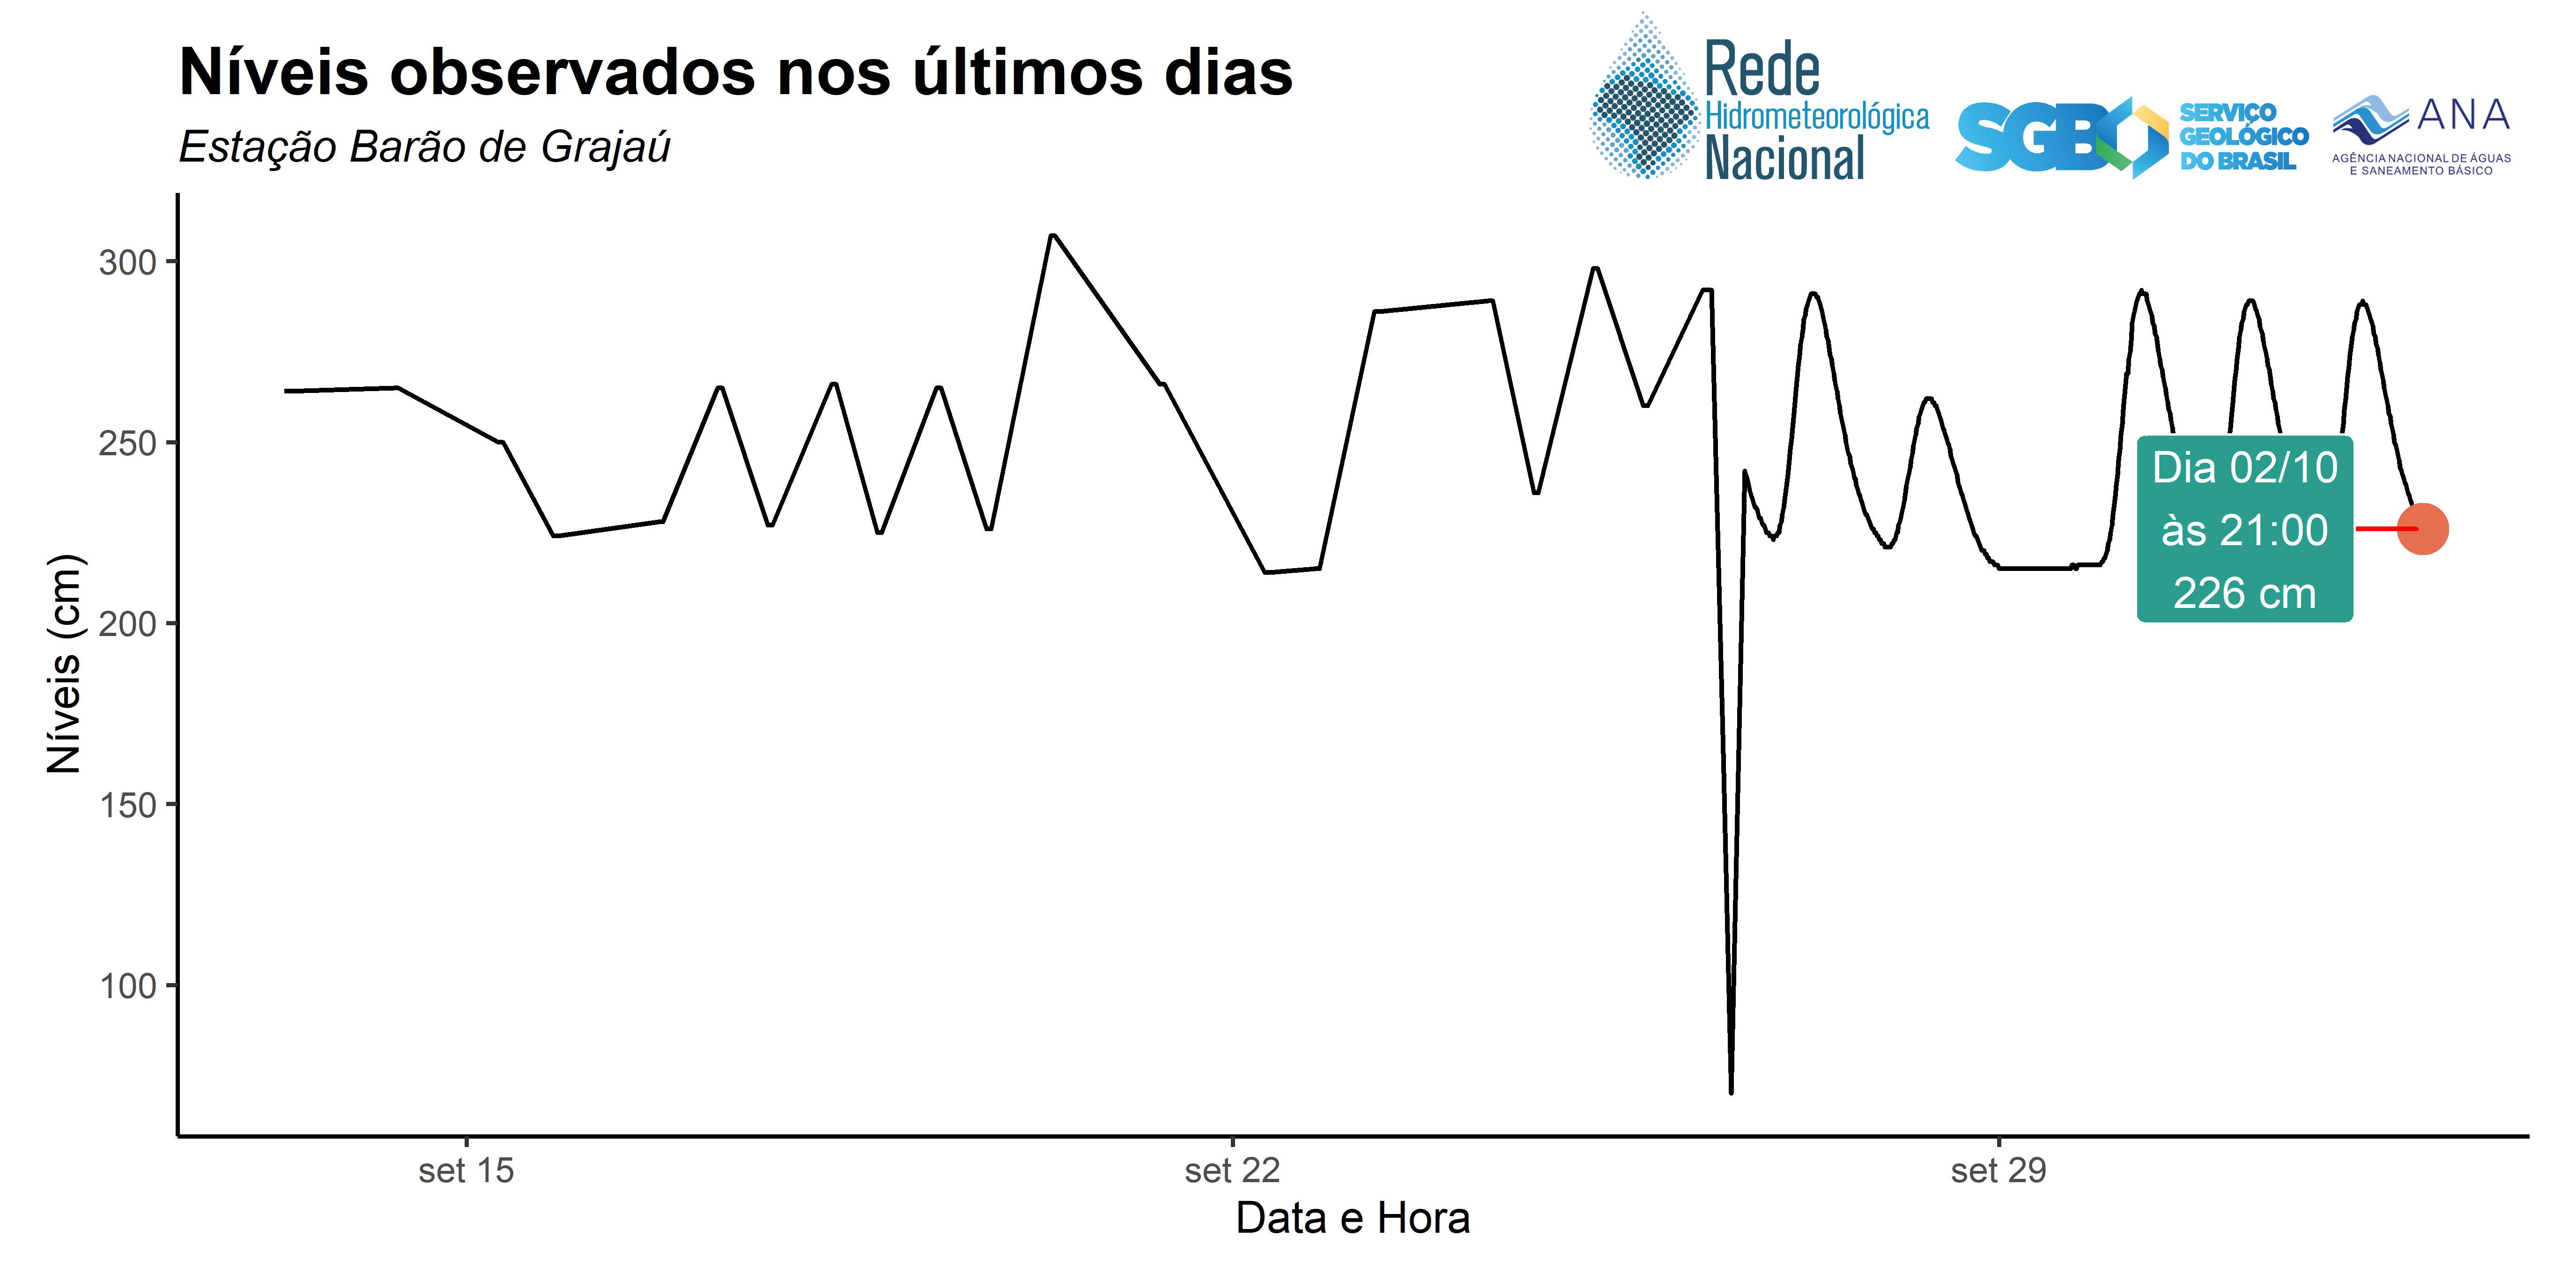 Níveis observados nos últimos dias
Estação Barão de Grajaú
Rede
Hidrometeorológica
Nacional
SGB
SERVIÇO
GEOLÓGICO
DO BRASIL
ANA
AGÊNCIA NACIONAL DE ÁGUAS
E SANEAMENTO BÁSICO
Níveis (cm)
300
250
200
150
100
Dia 02/10
às 21:00
226 cm
set 15
set 22
set 29
Data e Hora